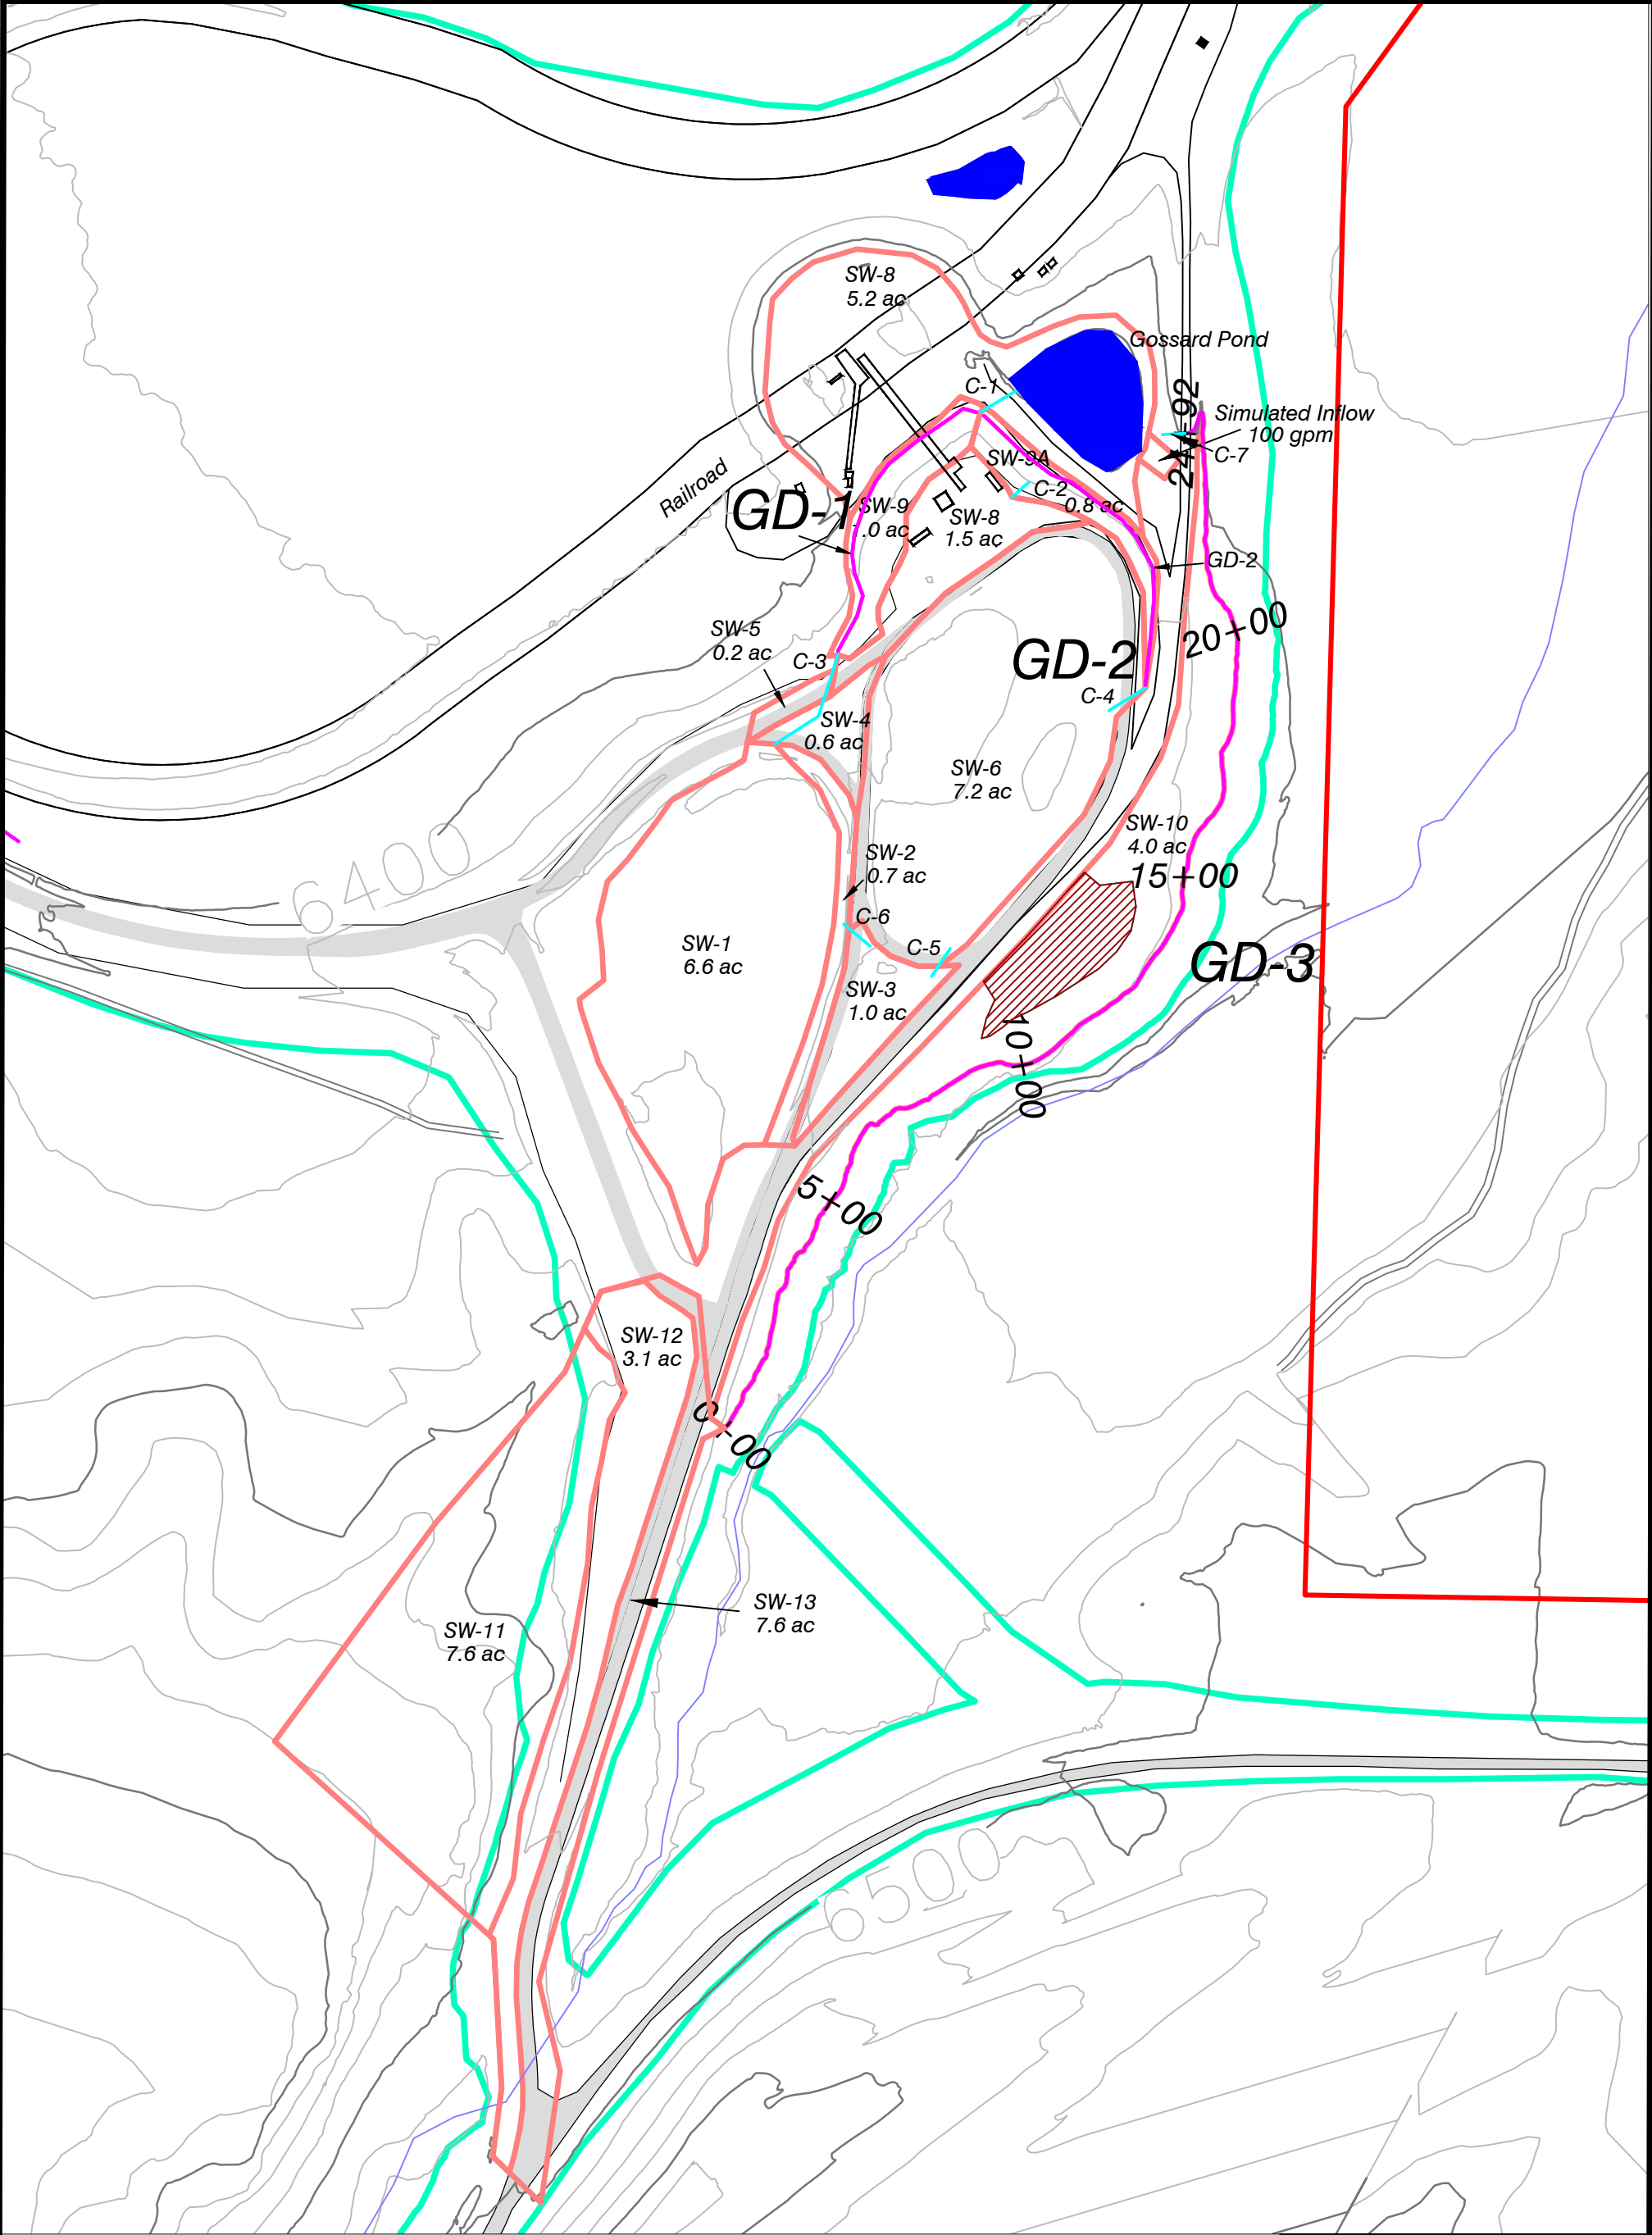 SW-8
5.2 ac
Gossard Pond
C-1
24+92
Simulated Inflow
100 gpm
C-7
SW-9A
0.8 ac
C-2
Railroad
GD-1
SW-9
.0 ac
SW-8
1.5 ac
GD-2
20+00
SW-5
0.2 ac
C-3
GD-2
C-4
SW-4
0.6 ac
SW-6
7.2 ac
SW-10
4.0 ac
6400
SW-2
0.7 ac
15+00
C-6
C-5
SW-1
6.6 ac
GD-3
SW-3
1.0 ac
10+00
5+00
SW-12
3.1 ac
0+00
SW-13
7.6 ac
SW-11
7.6 ac
6500